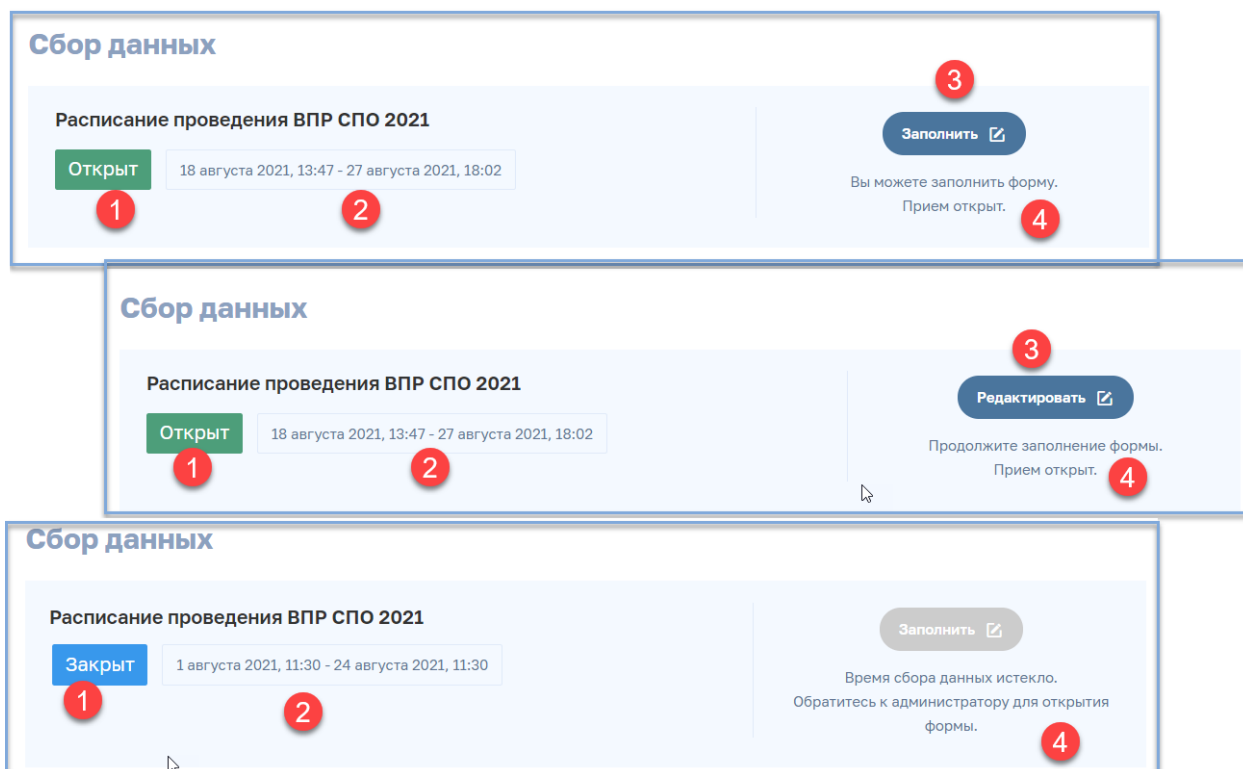 Сбор данных
3
Расписание проведения ВПР СПО 2021
Заполнить
Открыт 18 августа 2021, 13:47 - 27 августа 2021, 18:02
Вы можете заполнить форму.
Прием открыт.
1 2 4
Сбор данных
3
Расписание проведения ВПР СПО 2021
Редактировать
Открыт 18 августа 2021, 13:47 - 27 августа 2021, 18:02
Продолжите заполнение формы.
Прием открыт.
1 2 4
Сбор данных
Расписание проведения ВПР СПО 2021
Заполнить
Закрыт 1 августа 2021, 11:30 - 24 августа 2021, 11:30
Время сбора данных истекло.
Обратитесь к администратору для открытия
формы.
1 2 4